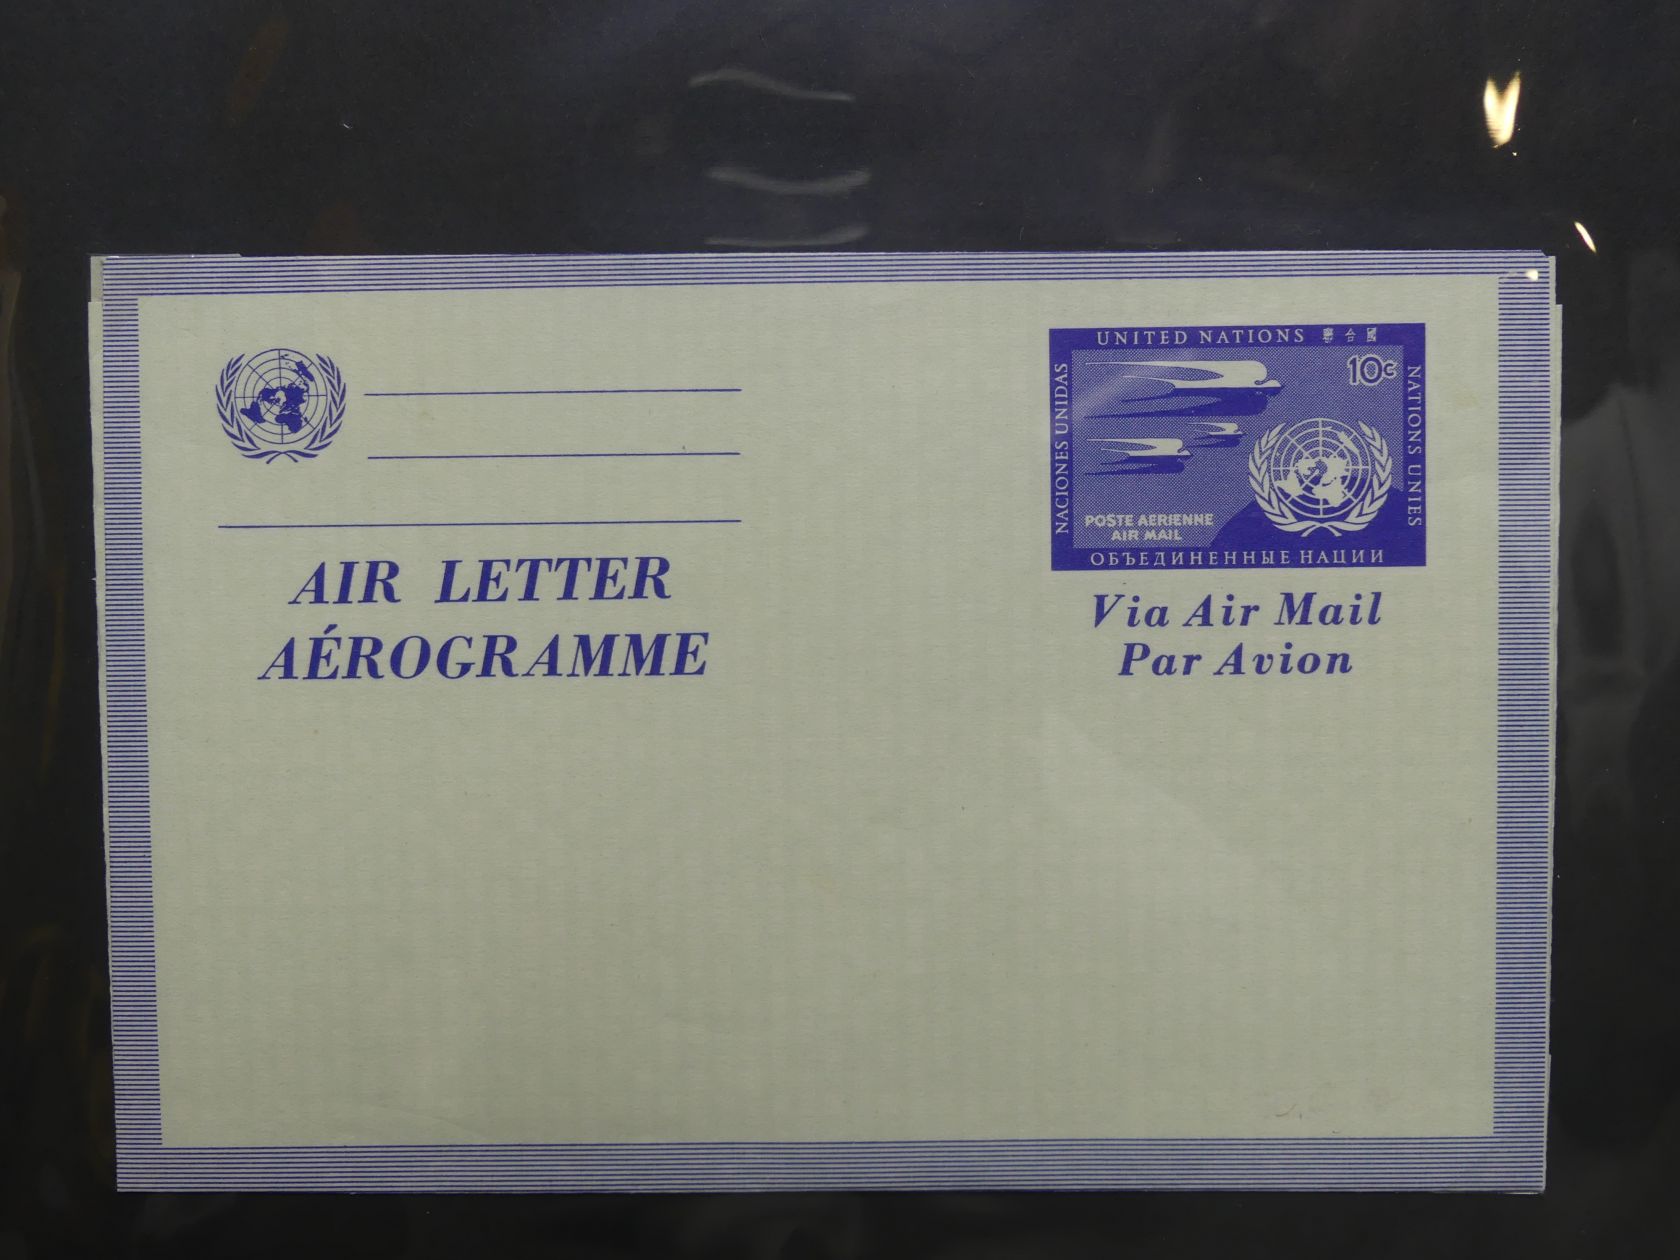 UNITED NATIONS 聯合國
10c
NACIONES UNIDAS
NATIONS UNIES
POSTE AERIENNE
AIR MAIL
ОБЪЕДИНЕННЫЕ НАЦИИ
AIR LETTER
AÉROGRAMME
Via Air Mail
Par Avion